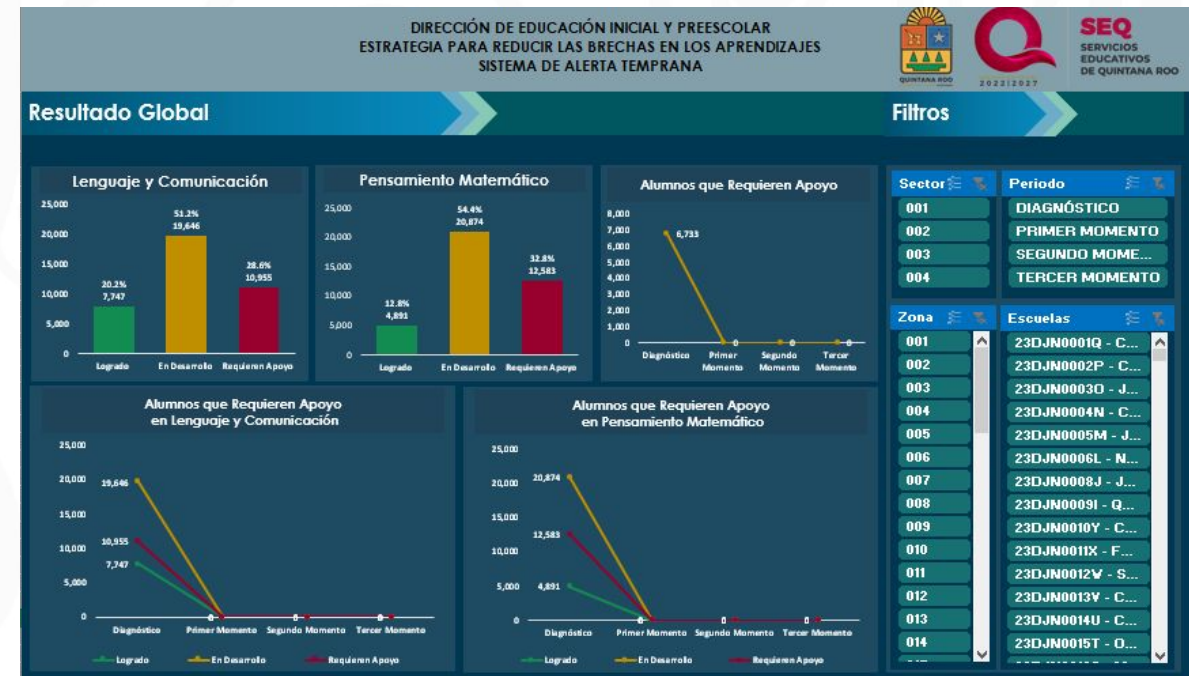 DIRECCIÓN DE EDUCACIÓN INICIAL Y PREESCOLAR
ESTRATEGIA PARA REDUCIR LAS BRECHAS EN LOS APRENDIZAJES
SISTEMA DE ALERTA TEMPRANA
QUINTANA ROO
2022|2027
SEQ
SERVICIOS
EDUCATIVOS
DE QUINTANA ROO
Resultado Global
Filtros
Lenguaje y Comunicación
25,000
20,000
15,000
10,000
5,000
0
20.2%
7,747
51.2%
19,646
28.6%
10,955
Logrado En Desarrollo Requieren Apoyo
Pensamiento Matemático
25,000
20,000
15,000
10,000
5,000
0
12.8%
4,891
54.4%
20,874
32.8%
12,583
Logrado En Desarrollo Requieren Apoyo
Alumnos que Requieren Apoyo
8,000
7,000
6,000
5,000
4,000
3,000
2,000
1,000
0
6,733
0 0 0
Diagnóstico Primer Momento Segundo Momento Tercer Momento
Alumnos que Requieren Apoyo
en Lenguaje y Comunicación
25,000
20,000
15,000
10,000
5,000
0
19,646
10,955
7,747
0 0 0
Diagnóstico Primer Momento Segundo Momento Tercer Momento
Logrado En Desarrollo Requieren Apoyo
Alumnos que Requieren Apoyo
en Pensamiento Matemático
25,000
20,000
15,000
10,000
5,000
0
20,874
12,583
4,891
0 0 0
Diagnóstico Primer Momento Segundo Momento Tercer Momento
Logrado En Desarrollo Requieren Apoyo
Sector
001
002
003
004
Periodo
DIAGNÓSTICO
PRIMER MOMENTO
SEGUNDO MOME...
TERCER MOMENTO
Zona
001
002
003
004
005
006
007
008
009
010
011
012
013
014
Escuelas
23DJN0001Q - C...
23DJN0002P - C...
23DJN0003O - J...
23DJN0004N - C...
23DJN0005M - J...
23DJN0006L - N...
23DJN0008J - J...
23DJN0009I - Q...
23DJN0010Y - C...
23DJN0011X - F...
23DJN0012W - S...
23DJN0013V - C...
23DJN0014U - C...
23DJN0015T - O...